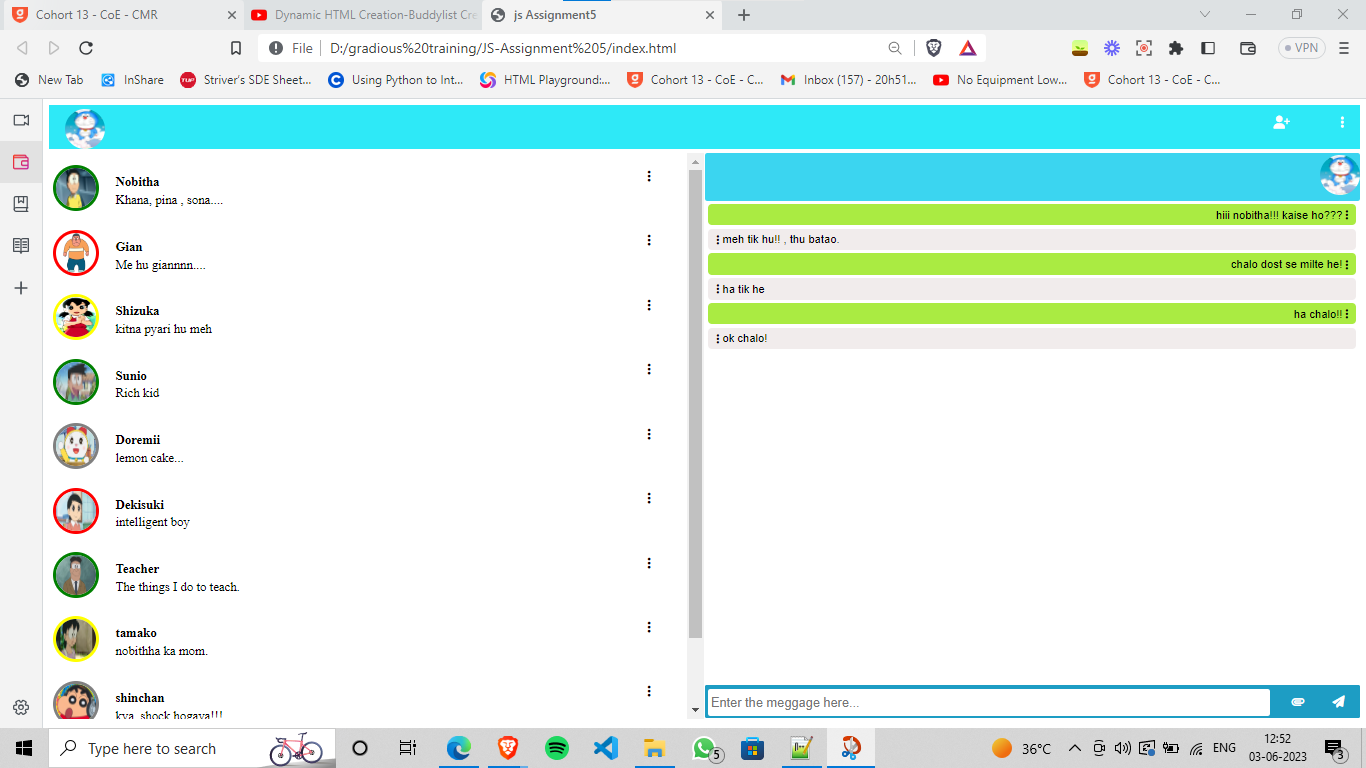 Cohort 13 - CoE - CMR
Dynamic HTML Creation-Buddylist Cre
js Assignment5
File
D:/gradious%20training/JS-Assignment%205/index.html
VPN
New Tab
InShare
Striver's SDE Sheet...
Using Python to Int...
HTML Playground:...
Cohort 13 - CoE - C...
Inbox (157) - 20h51...
No Equipment Low...
Cohort 13 - CoE - C...
Nobitha
Khana, pina , sona....
Gian
Me hu giannnn....
Shizuka
kitna pyari hu meh
Sunio
Rich kid
Doremii
lemon cake...
Dekisuki
intelligent boy
Teacher
The things I do to teach.
tamako
nobithha ka mom.
shinchan
kya, shock hogaya!!!
hiii nobitha!!! kaise ho???
meh tik hu!! , thu batao.
chalo dost se milte he!
ha tik he
ha chalo!!
ok chalo!
Enter the meggage here...
Type here to search
5
36°C
ENG
12:52
03-06-2023
3